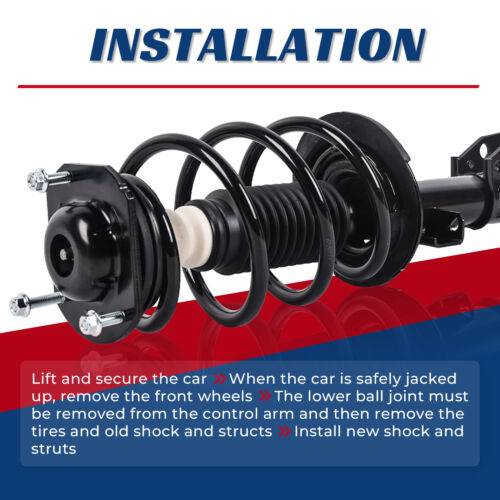 INSTALLATION
Lift and secure the car » When the car is safely jacked
up, remove the front wheels » The lower ball joint must
be removed from the control arm and then remove the
tires and old shock and structs » Install new shock and
struts